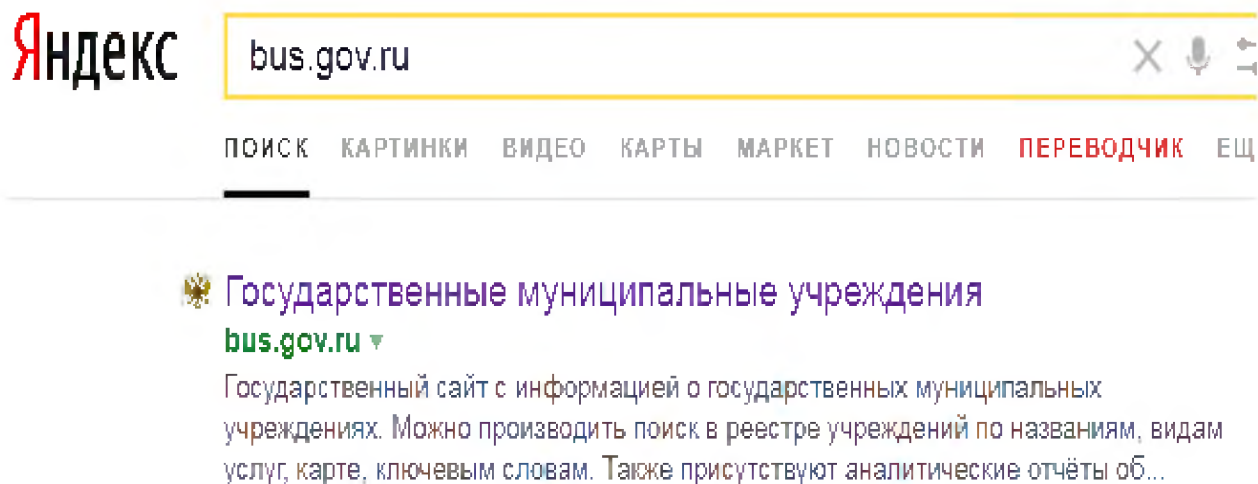 Яндекс bus.gov.ru
ПОИСК КАРТИНКИ ВИДЕО КАРТЫ МАРКЕТ НОВОСТИ ПЕРЕВОДЧИК ЕЩ
Государственные муниципальные учреждения
bus.gov.ru
Государственный сайт с информацией о государственных муниципальных
учреждениях. Можно производить поиск в реестре учреждений по названиям, видам
услуг, карте, ключевым словам. Также присутствуют аналитические отчёты об...